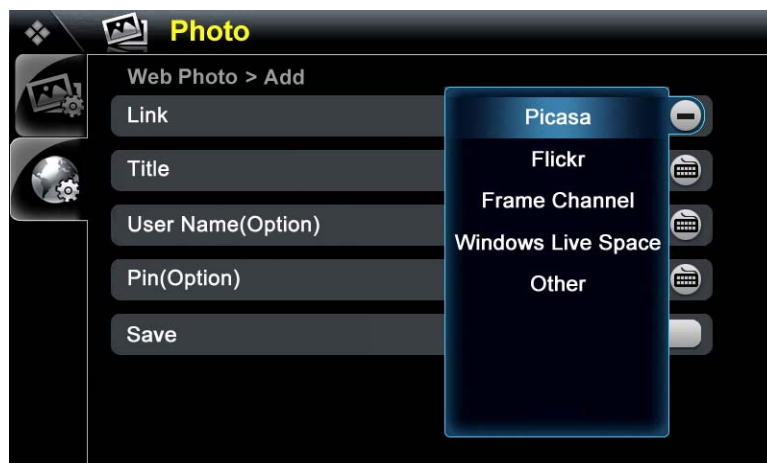 Photo
Web Photo > Add
Link
Title
User Name(Option)
Pin(Option)
Save
Picasa
Flickr
Frame Channel
Windows Live Space
Other